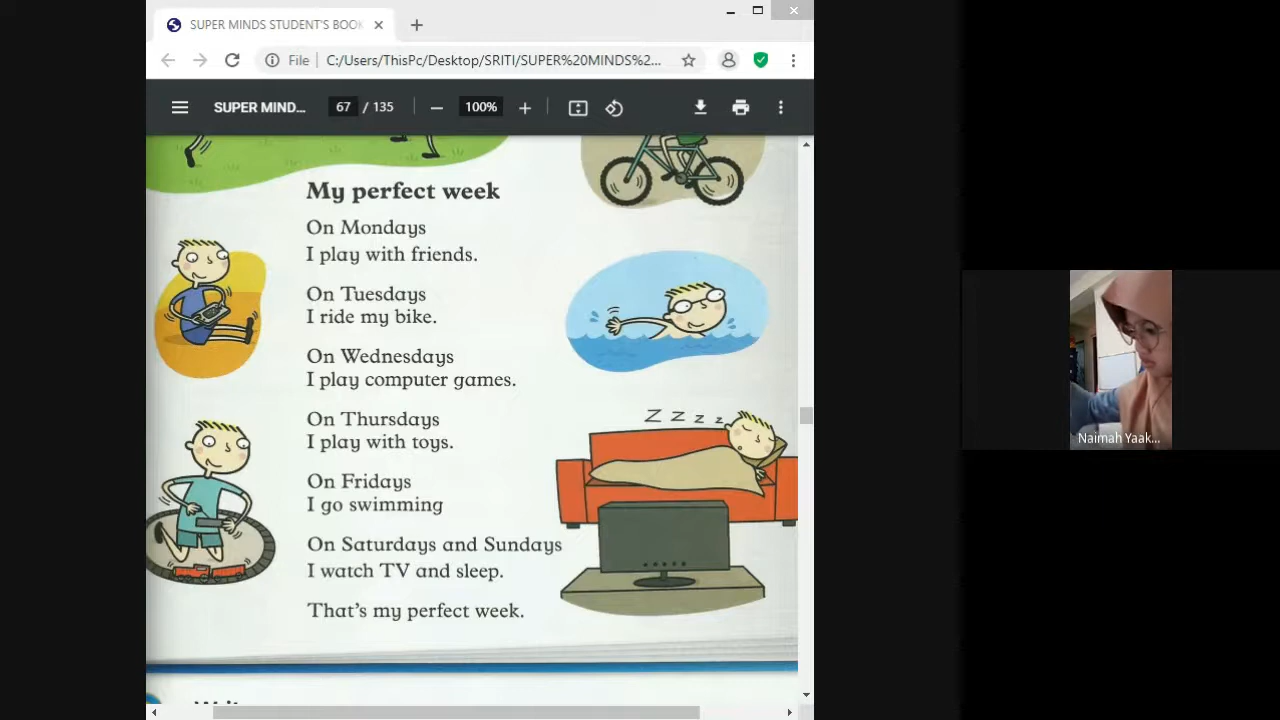 SUPER MINDS STUDENT'S BOOK
File
C:/Users/ThisPc/Desktop/SRITI/SUPER%20MINDS%2...
SUPER MIND...
67 / 135
100%
My perfect week
On Mondays
I play with friends.
On Tuesdays
I ride my bike.
On Wednesdays
I play computer games.
On Thursdays
I play with toys.
On Fridays
I go swimming
On Saturdays and Sundays
I watch TV and sleep.
That's my perfect week.
Z Z Z z
Naimah Yaak...